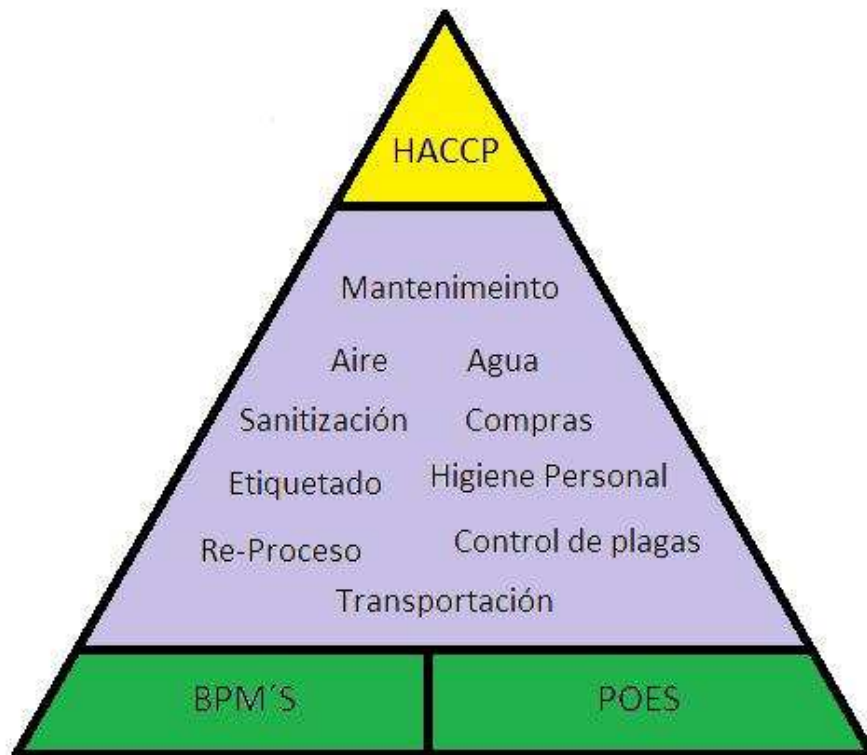 HACCP
Mantenimeinto
Aire Agua
Sanitización Compras
Etiquetado Higiene Personal
Re-Proceso Control de plagas
Transportación
BPM´S POES